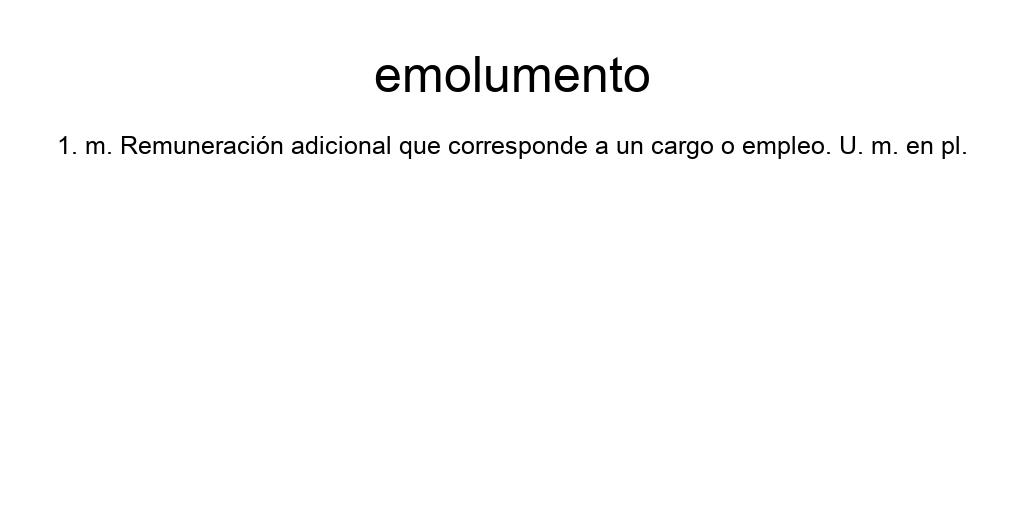 emolumento
1. m. Remuneración adicional que corresponde a un cargo o empleo. U. m. en pl.